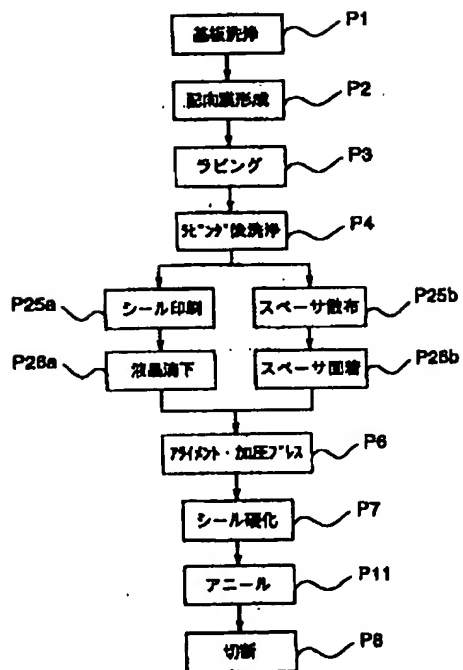 基板洗浄
P1
配向膜形成
P2
ラビング
P3
ラビング後洗浄
P4
P25a
シール印刷
スペーサ散布
P25b
P26a
液晶滴下
スペーサ固着
P26b
アライメント・加圧プレス
P6
シール硬化
P7
アニール
P11
切断
P8